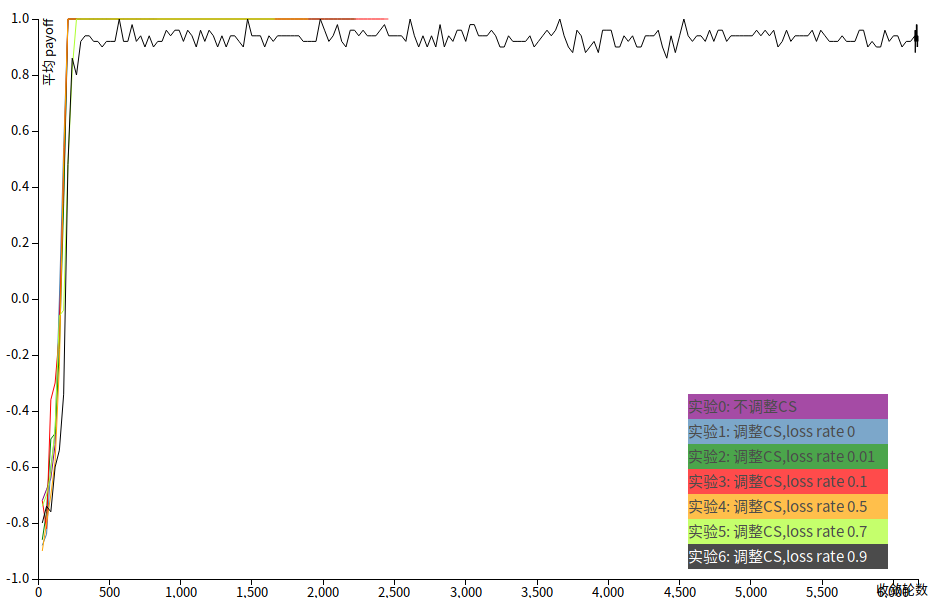 1.0
平均 payoff
0.8
0.6
0.4
0.2
0.0
-0.2
-0.4
-0.6
-0.8
-1.0
实验0: 不调整CS
实验1: 调整CS,loss rate 0
实验2: 调整CS,loss rate 0.01
实验3: 调整CS,loss rate 0.1
实验4: 调整CS,loss rate 0.5
实验5: 调整CS,loss rate 0.7
实验6: 调整CS,loss rate 0.9
0 500 1,000 1,500 2,000 2,500 3,000 3,500 4,000 4,500 5,000 5,500 6,000
收敛轮数